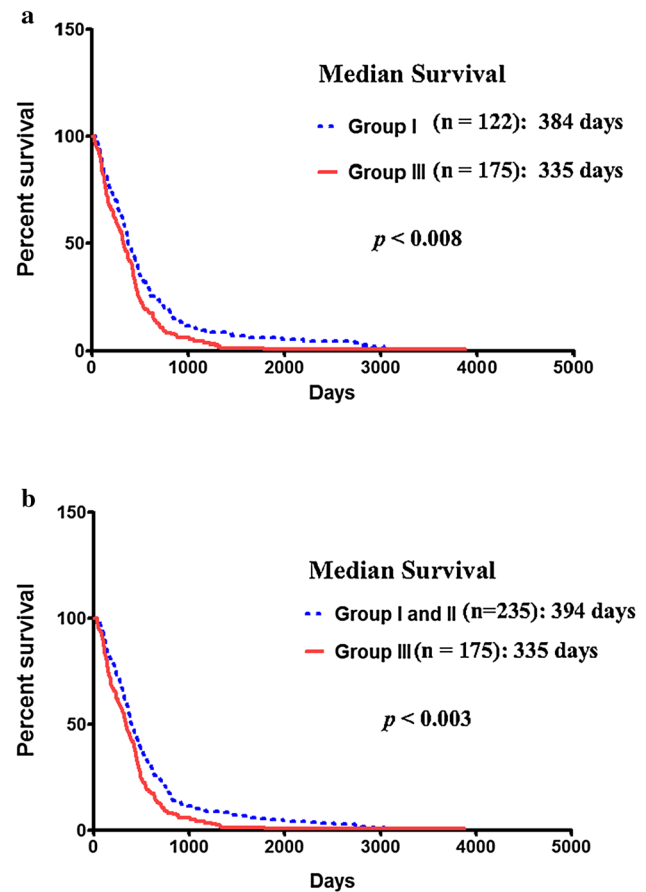 a
150
100
50
0
Percent survival
Median Survival
Group I (n = 122): 384 days
Group III (n = 175): 335 days
p < 0.008
0 1000 2000 3000 4000 5000
Days
b
150
100
50
0
Percent survival
Median Survival
Group I and II (n=235): 394 days
Group III (n = 175): 335 days
p < 0.003
0 1000 2000 3000 4000 5000
Days